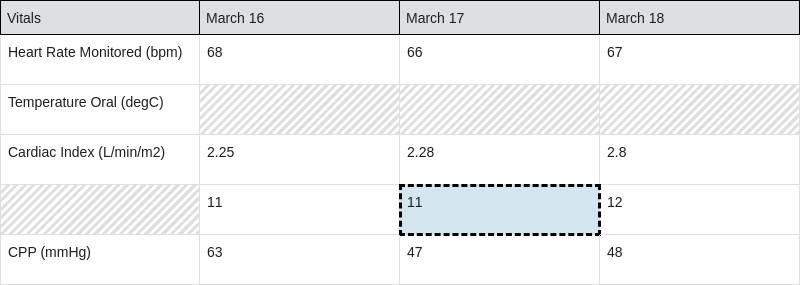 Vitals March 16 March 17 March 18
Heart Rate Monitored (bpm) 68 66 67
Temperature Oral (degC)
Cardiac Index (L/min/m2) 2.25 2.28 2.8
11 11 12
CPP (mmHg) 63 47 48